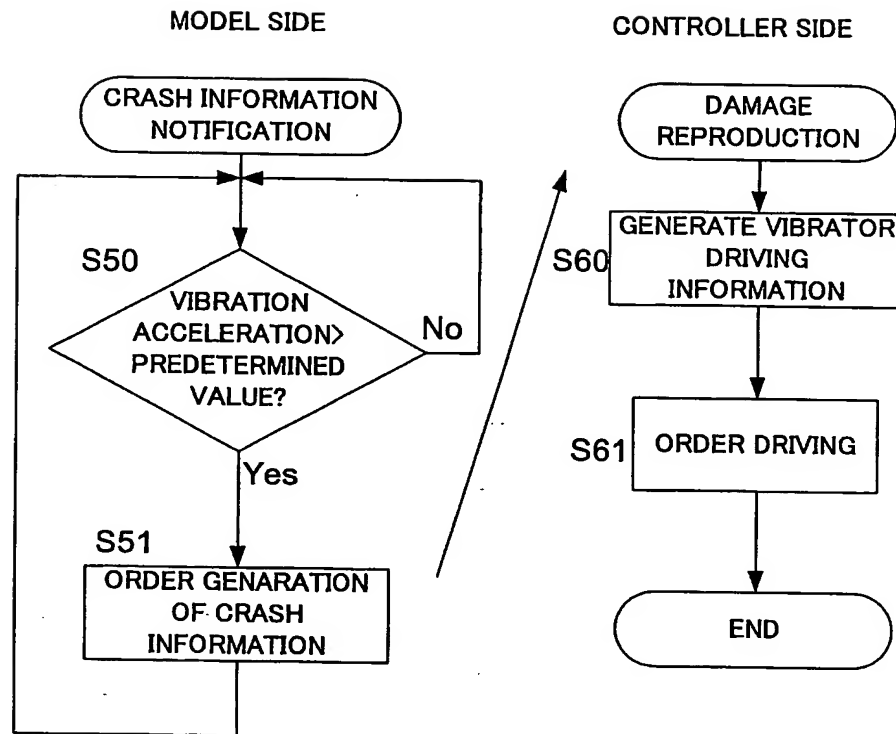 MODEL SIDE
CRASH INFORMATION
NOTIFICATION
S50
VIBRATION
ACCELERATION>
PREDETERMINED
VALUE?
No
Yes
S51
ORDER GENARATION
OF CRASH
INFORMATION
CONTROLLER SIDE
DAMAGE
REPRODUCTION
S60
GENERATE VIBRATOR
DRIVING
INFORMATION
S61
ORDER DRIVING
END